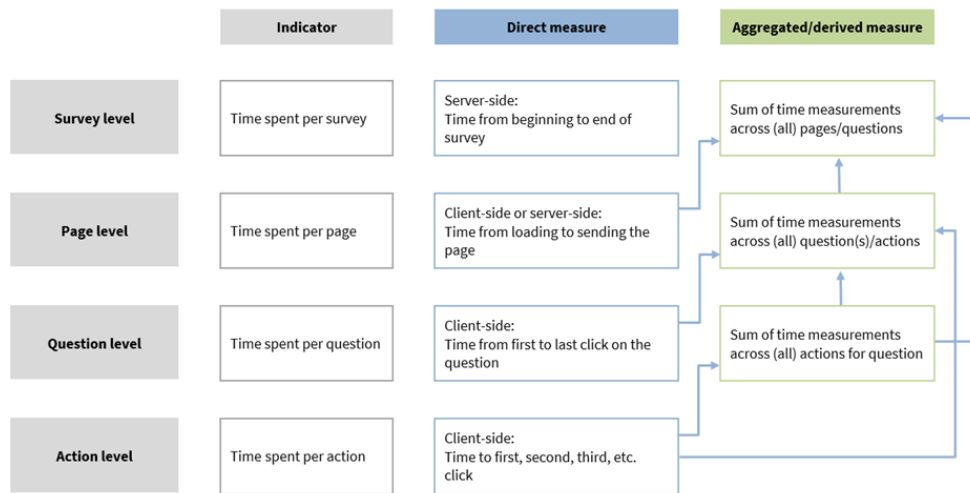 Indicator
Direct measure
Aggregated/derived measure
Survey level
Time spent per survey
Server-side:
Time from beginning to end of
survey
Sum of time measurements
across (all) pages/questions
Page level
Time spent per page
Client-side or server-side:
Time from loading to sending the
page
Sum of time measurements
across (all) question(s)/actions
Question level
Time spent per question
Client-side:
Time from first to last click on the
question
Sum of time measurements
across (all) actions for question
Action level
Time spent per action
Client-side:
Time to first, second, third, etc.
click